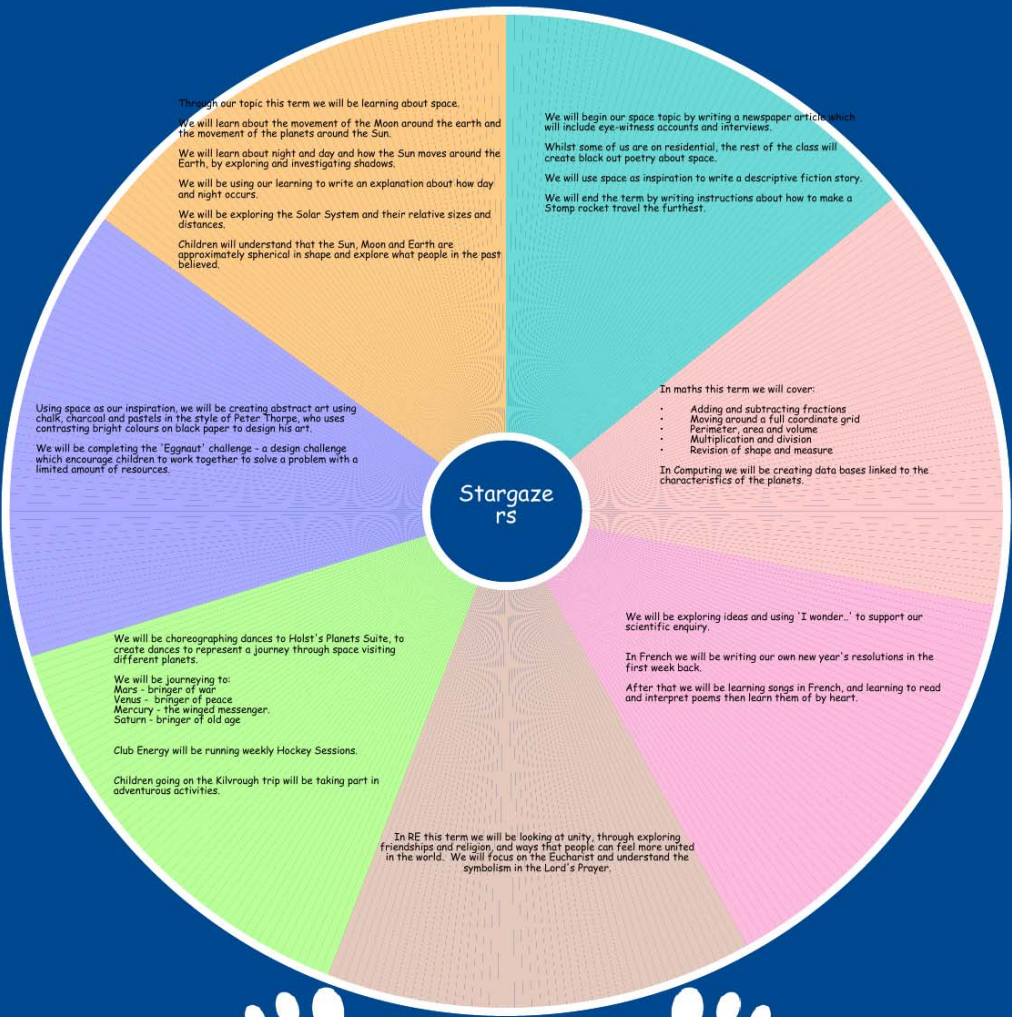 Through our topic this term we will be learning about space.
We will learn about the movement of the Moon around the earth and
the movement of the planets around the Sun.
We will learn about night and day and how the Sun moves around the
Earth, by exploring and investigating shadows.
We will be using our learning to write an explanation about how day
and night occurs.
We will be exploring the Solar System and their relative sizes and
distances.
Children will understand that the Sun, Moon and Earth are
approximately spherical in shape and explore what people in the past
believed.
We will begin our space topic by writing a newspaper article which
will include eye-witness accounts and interviews.
Whilst some of us are on residential, the rest of the class will
create black out poetry about space.
We will use space as inspiration to write a descriptive fiction story.
We will end the term by writing instructions about how to make a
Stomp rocket travel the furthest.
In maths this term we will cover:
• Adding and subtracting fractions
• Moving around a full coordinate grid
• Perimeter, area and volume
• Multiplication and division
• Revision of shape and measure
In Computing we will be creating data bases linked to the
characteristics of the planets.
Using space as our inspiration, we will be creating abstract art using
chalk, charcoal and pastels in the style of Peter Thorpe, who uses
contrasting bright colours on black paper to design his art.
We will be completing the 'Eggnaut' challenge - a design challenge
which encourage children to work together to solve a problem with a
limited amount of resources.
Stargaze
rs
We will be exploring ideas and using 'I wonder..' to support our
scientific enquiry.
In French we will be writing our own new year's resolutions in the
first week back.
After that we will be learning songs in French, and learning to read
and interpret poems then learn them of by heart.
We will be choreographing dances to Holst's Planets Suite, to
create dances to represent a journey through space visiting
different planets.
We will be journeying to:
Mars - bringer of war
Venus - bringer of peace
Mercury - the winged messenger.
Saturn - bringer of old age
Club Energy will be running weekly Hockey Sessions.
Children going on the Kilvrough trip will be taking part in
adventurous activities.
In RE this term we will be looking at unity, through exploring
friendships and religion, and ways that people can feel more united
in the world. We will focus on the Eucharist and understand the
symbolism in the Lord's Prayer.